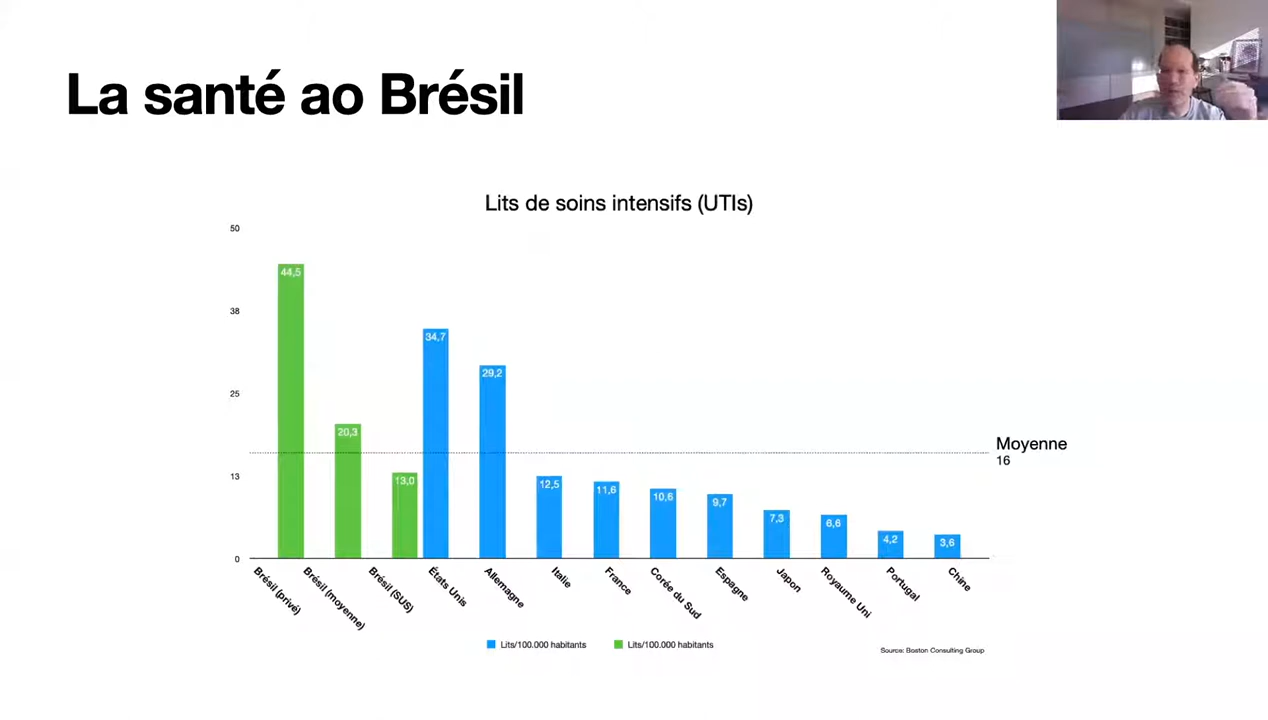 La santé ao Brésil
Lits de soins intensifs (UTIs)
50
38
25
13
0
44,5
20,3
13,0
34,7
29,2
12,5
11,6
10,6
9,7
7,3
6,6
4,2
3,6
Moyenne
16
Brésil (privé)
Brésil (moyenne)
Brésil (SUS)
États Unis
Allemagne
Italie
France
Corée du Sud
Espagne
Japon
Royaume Uni
Portugal
Chine
Lits/100.000 habitants
Lits/100.000 habitants
Source: Boston Consulting Group